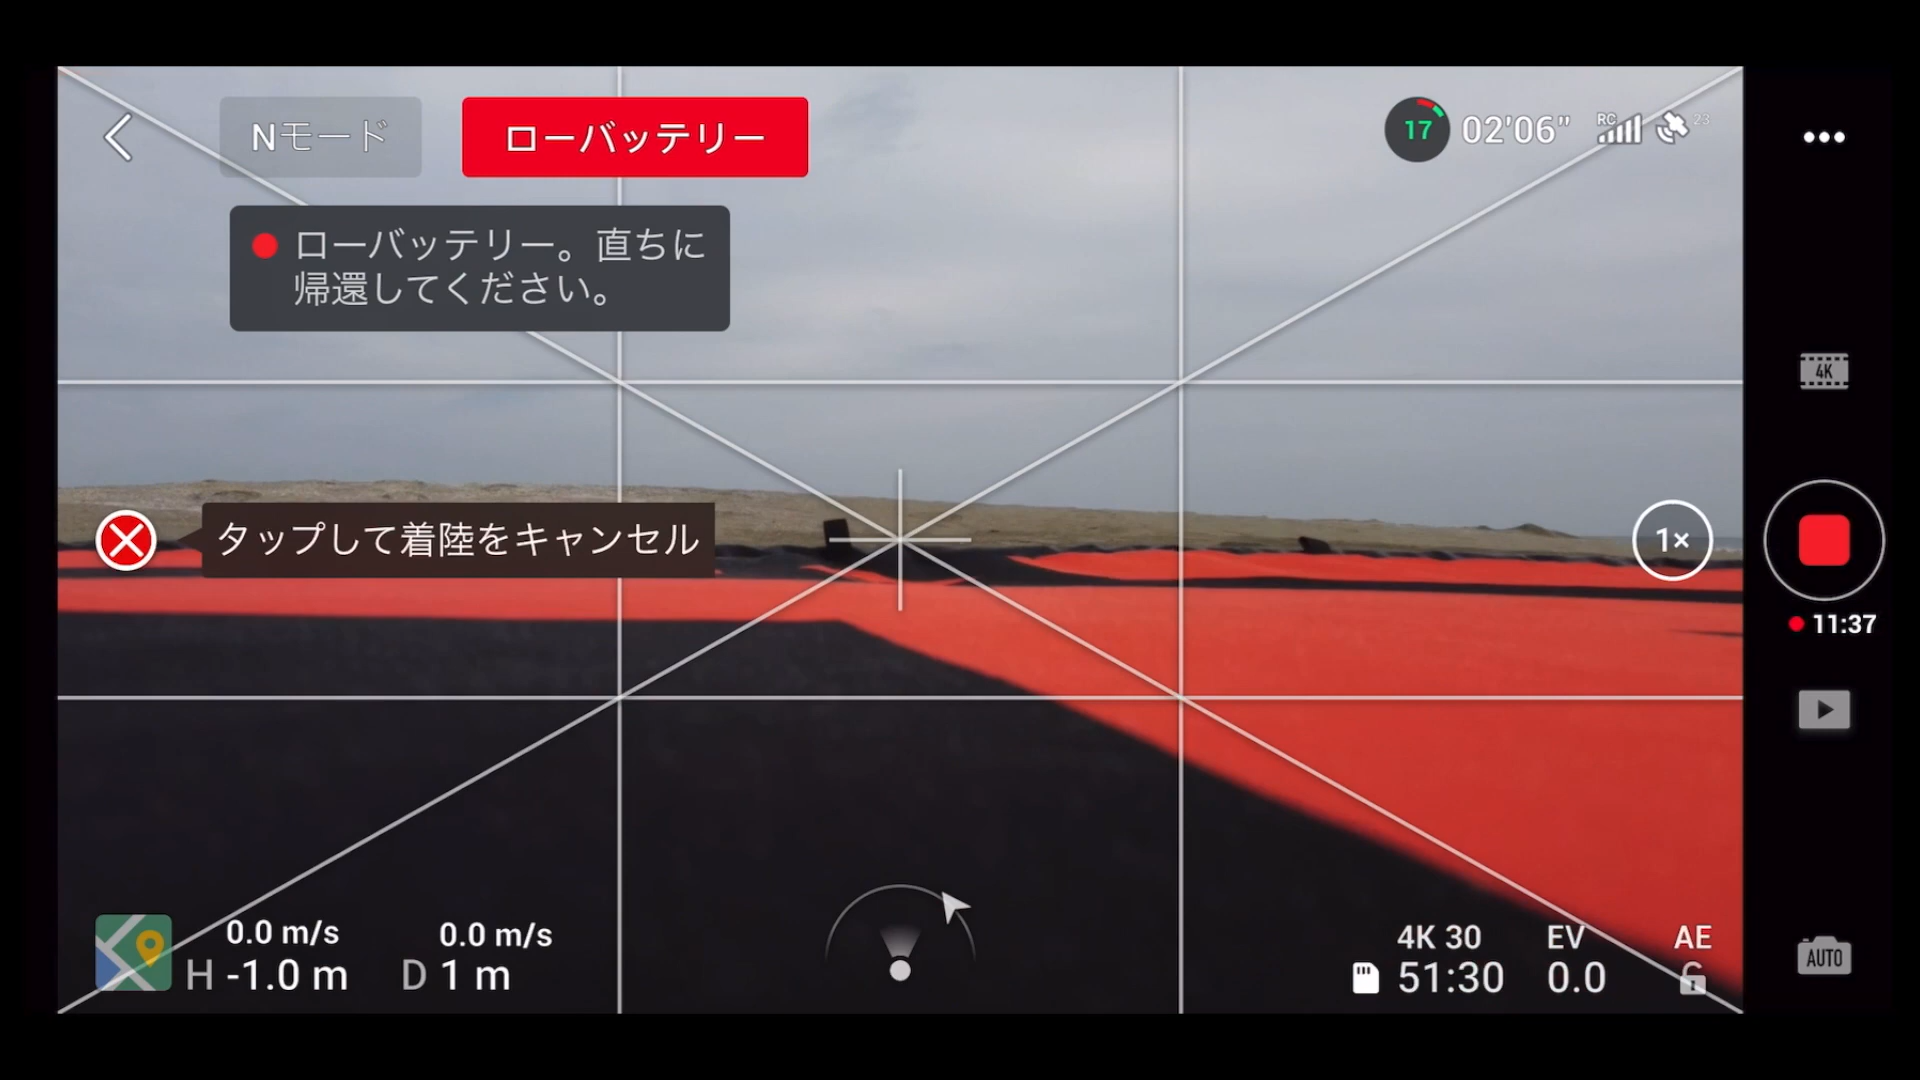 Nモード
ローバッテリー
17
02'06"
RC
23
ローバッテリー。直ちに
帰還してください。
4K
タップして着陸をキャンセル
1×
11:37
0.0 m/s
0.0 m/s
H -1.0 m
D 1 m
4K 30
EV
AE
51:30
0.0
AUTO